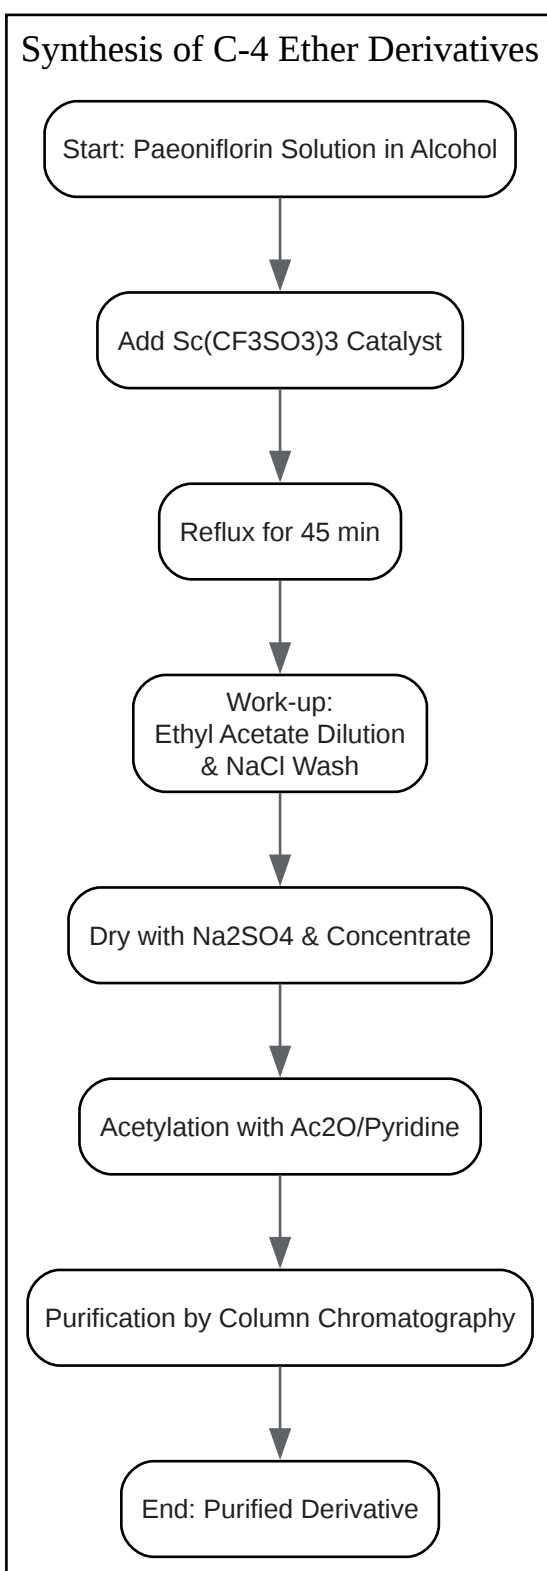 Synthesis of C-4 Ether Derivatives
Start: Paeoniflorin Solution in Alcohol
Add Sc(CF3SO3)3 Catalyst
Reflux for 45 min
Work-up:
Ethyl Acetate Dilution
& NaCl Wash
Dry with Na2SO4 & Concentrate
Acetylation with Ac2O/Pyridine
Purification by Column Chromatography
End: Purified Derivative